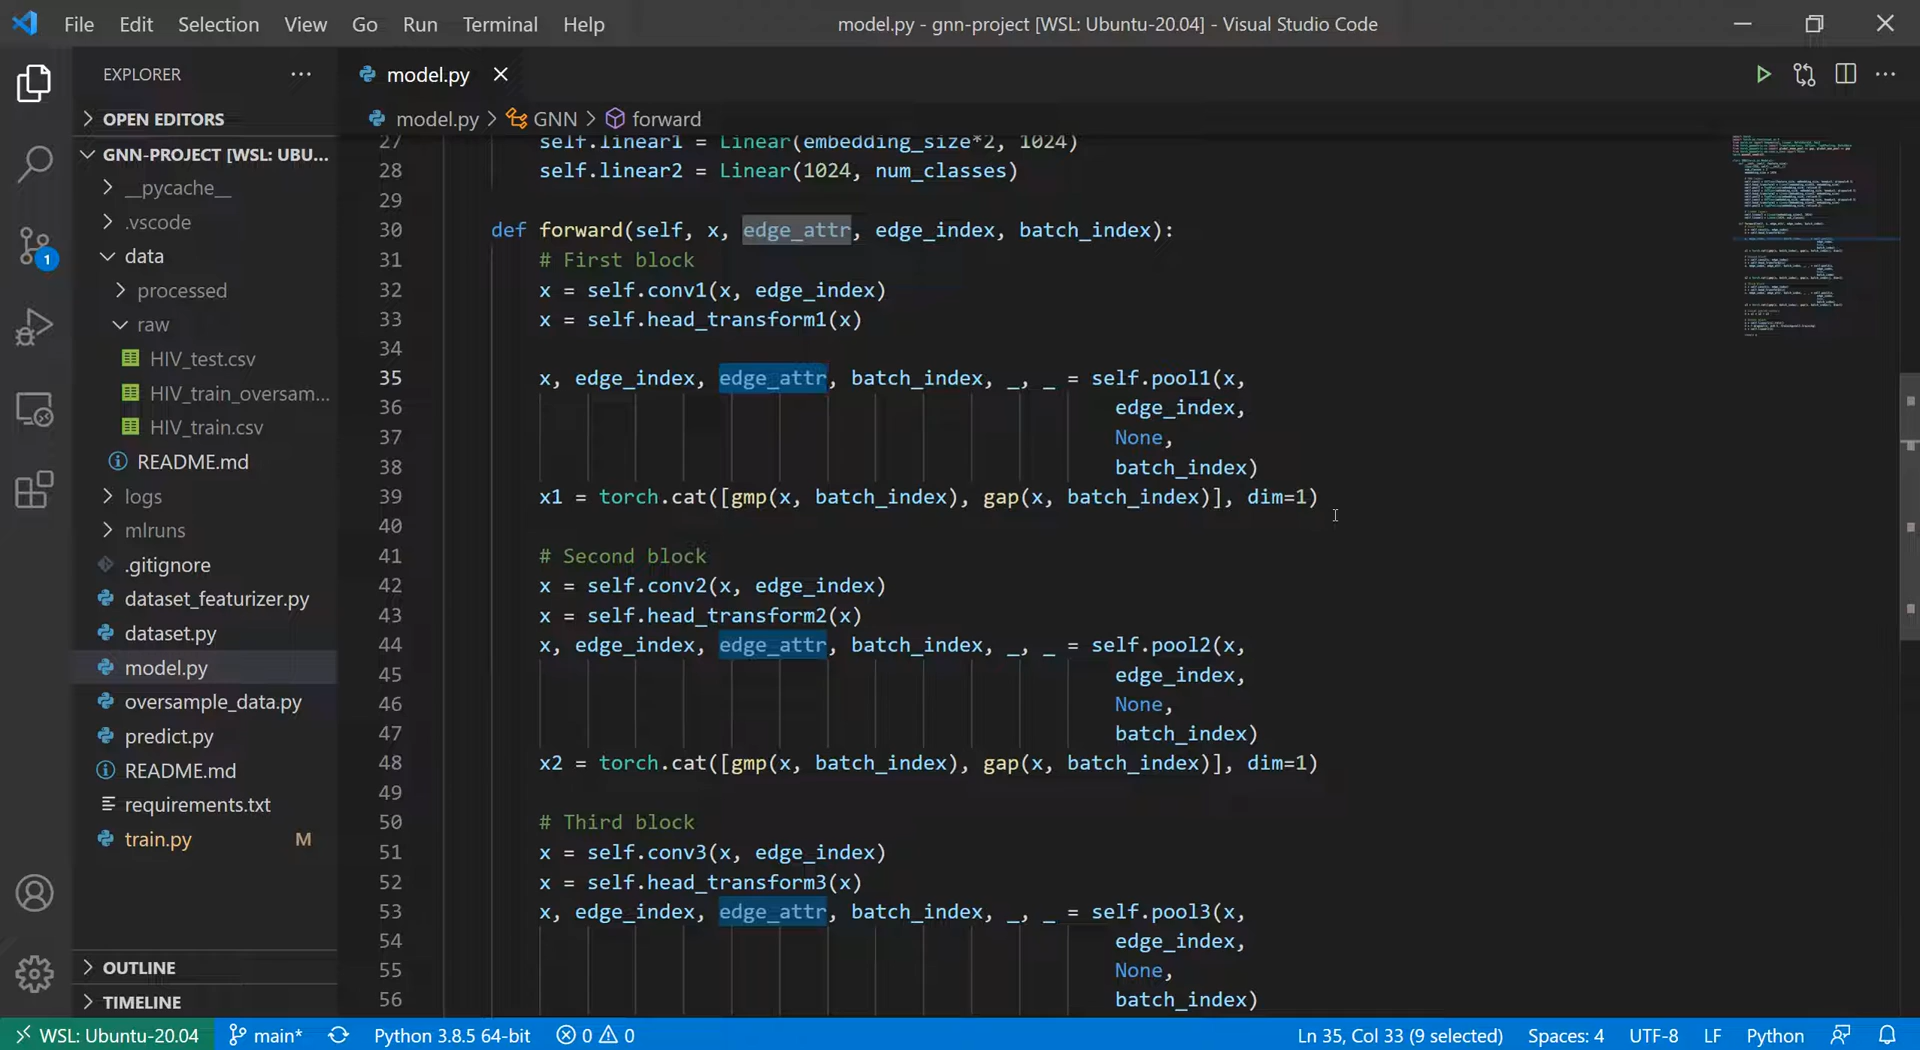 File Edit Selection View Go Run Terminal Help
model.py - gnn-project [WSL: Ubuntu-20.04] - Visual Studio Code
EXPLORER
OPEN EDITORS
GNN-PROJECT [WSL: UBU...
__pycache__
.vscode
data
processed
raw
HIV_test.csv
HIV_train_oversam...
HIV_train.csv
README.md
logs
mlruns
.gitignore
dataset_featurizer.py
dataset.py
model.py
oversample_data.py
predict.py
README.md
requirements.txt
train.py M
OUTLINE
TIMELINE
1
model.py
model.py > GNN > forward
27 self.linear1 = Linear(embedding_size*2, 1024)
28 self.linear2 = Linear(1024, num_classes)
29
30 def forward(self, x, edge_attr, edge_index, batch_index):
31 # First block
32 x = self.conv1(x, edge_index)
33 x = self.head_transform1(x)
34
35 x, edge_index, edge_attr, batch_index, _, _ = self.pool1(x,
36 edge_index,
37 None,
38 batch_index)
39 x1 = torch.cat([gmp(x, batch_index), gap(x, batch_index)], dim=1)
40
41 # Second block
42 x = self.conv2(x, edge_index)
43 x = self.head_transform2(x)
44 x, edge_index, edge_attr, batch_index, _, _ = self.pool2(x,
45 edge_index,
46 None,
47 batch_index)
48 x2 = torch.cat([gmp(x, batch_index), gap(x, batch_index)], dim=1)
49
50 # Third block
51 x = self.conv3(x, edge_index)
52 x = self.head_transform3(x)
53 x, edge_index, edge_attr, batch_index, _, _ = self.pool3(x,
54 edge_index,
55 None,
56 batch_index)
WSL: Ubuntu-20.04 main* Python 3.8.5 64-bit 0 0 Ln 35, Col 33 (9 selected) Spaces: 4 UTF-8 LF Python